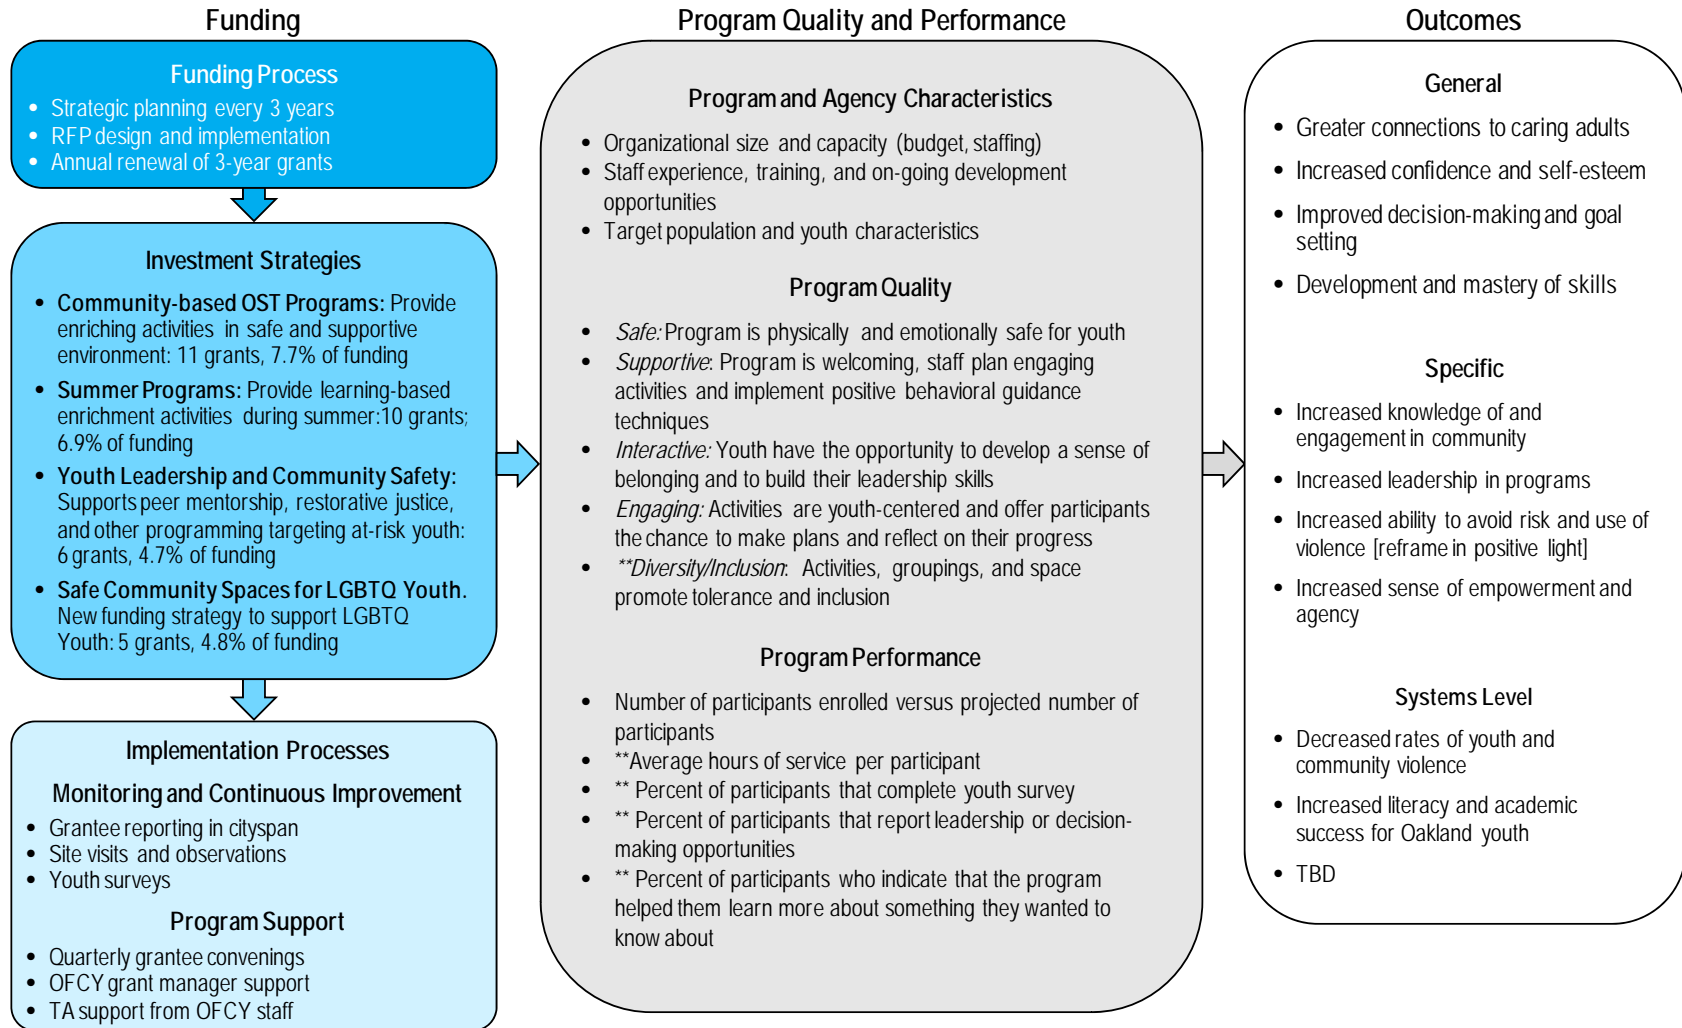 Funding
Funding Process
• Strategic planning every 3 years
• RFP design and implementation
• Annual renewal of 3-year grants
Investment Strategies
• Community-based OST Programs: Provide
enriching activities in safe and supportive
environment: 11 grants, 7.7% of funding
• Summer Programs: Provide learning-based
enrichment activities during summer:10 grants;
6.9% of funding
• Youth Leadership and Community Safety:
Supports peer mentorship, restorative justice,
and other programming targeting at-risk youth:
6 grants, 4.7% of funding
• Safe Community Spaces for LGBTQ Youth.
New funding strategy to support LGBTQ
Youth: 5 grants, 4.8% of funding
Implementation Processes
Monitoring and Continuous Improvement
• Grantee reporting in cityspan
• Site visits and observations
• Youth surveys
Program Support
• Quarterly grantee convenings
• OFCY grant manager support
• TA support from OFCY staff
Program Quality and Performance
Program and Agency Characteristics
• Organizational size and capacity (budget, staffing)
• Staff experience, training, and on-going development
opportunities
• Target population and youth characteristics
Program Quality
• Safe: Program is physically and emotionally safe for youth
• Supportive: Program is welcoming, staff plan engaging
activities and implement positive behavioral guidance
techniques
• Interactive: Youth have the opportunity to develop a sense of
belonging and to build their leadership skills
• Engaging: Activities are youth-centered and offer participants
the chance to make plans and reflect on their progress
• **Diversity/Inclusion: Activities, groupings, and space
promote tolerance and inclusion
Program Performance
• Number of participants enrolled versus projected number of
participants
• **Average hours of service per participant
• ** Percent of participants that complete youth survey
• ** Percent of participants that report leadership or decision-
making opportunities
• ** Percent of participants who indicate that the program
helped them learn more about something they wanted to
know about
Outcomes
General
• Greater connections to caring adults
• Increased confidence and self-esteem
• Improved decision-making and goal
setting
• Development and mastery of skills
Specific
• Increased knowledge of and
engagement in community
• Increased leadership in programs
• Increased ability to avoid risk and use of
violence [reframe in positive light]
• Increased sense of empowerment and
agency
Systems Level
• Decreased rates of youth and
community violence
• Increased literacy and academic
success for Oakland youth
• TBD